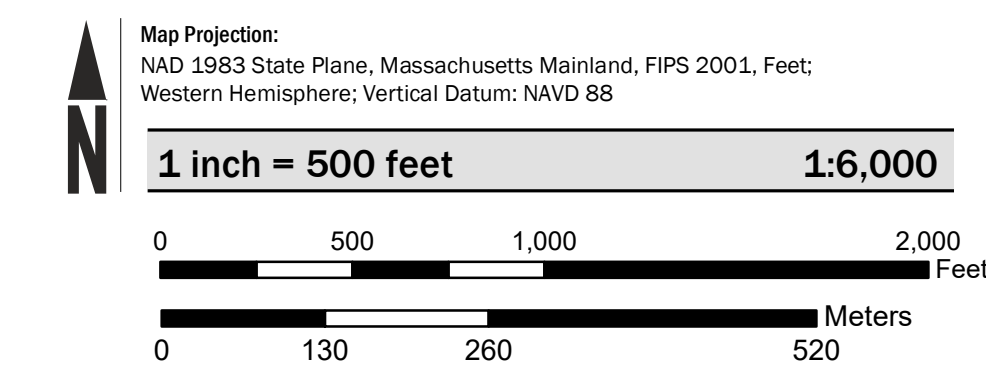 N
Map Projection:
NAD 1983 State Plane, Massachusetts Mainland, FIPS 2001, Feet;
Western Hemisphere; Vertical Datum: NAVD 88
1 inch = 500 feet 1:6,000
0 500 1,000 2,000
Feet
Meters
0 130 260 520